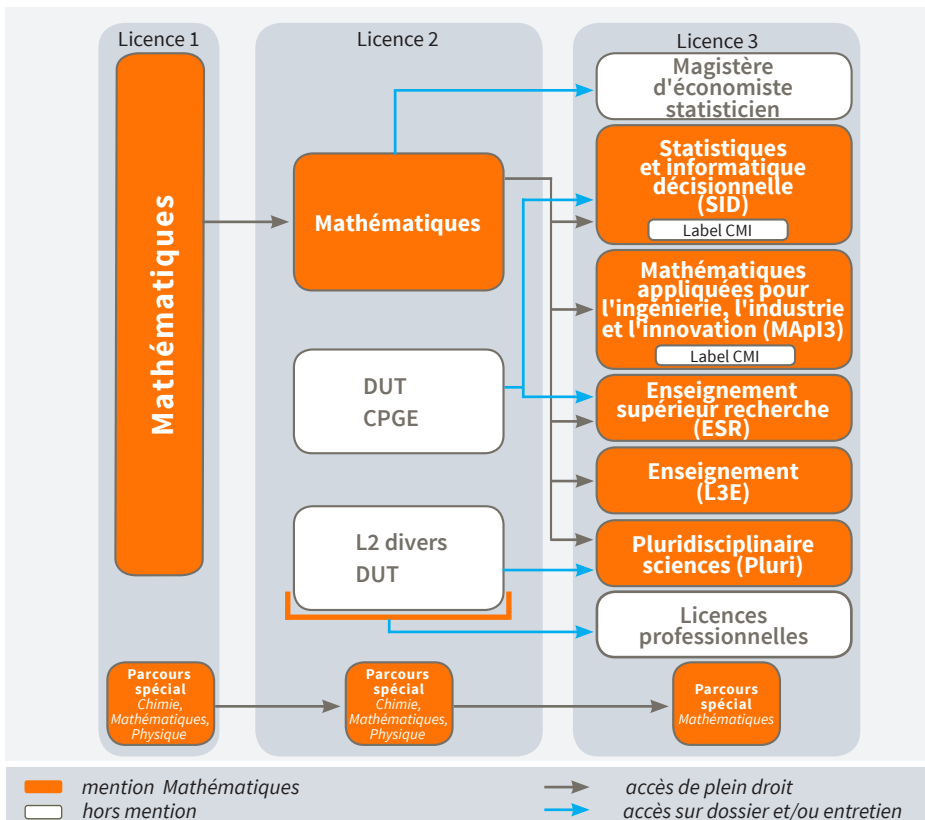 Licence 1
Licence 2
Licence 3
Mathématiques
Mathématiques
DUT
CPGE
L2 divers
DUT
Magistère
d'économiste
statisticien
Statistiques
et informatique
décisionnelle
(SID)
Label CMI
Mathématiques
appliquées pour
l'ingénierie, l'industrie
et l'innovation (MApI3)
Label CMI
Enseignement
supérieur recherche
(ESR)
Enseignement
(L3E)
Pluridisciplinaire
sciences (Pluri)
Licences
professionnelles
Parcours
spécial
Chimie,
Mathématiques,
Physique
Parcours
spécial
Chimie,
Mathématiques,
Physique
Parcours
spécial
Mathématiques
mention Mathématiques
hors mention
accès de plein droit
accès sur dossier et/ou entretien